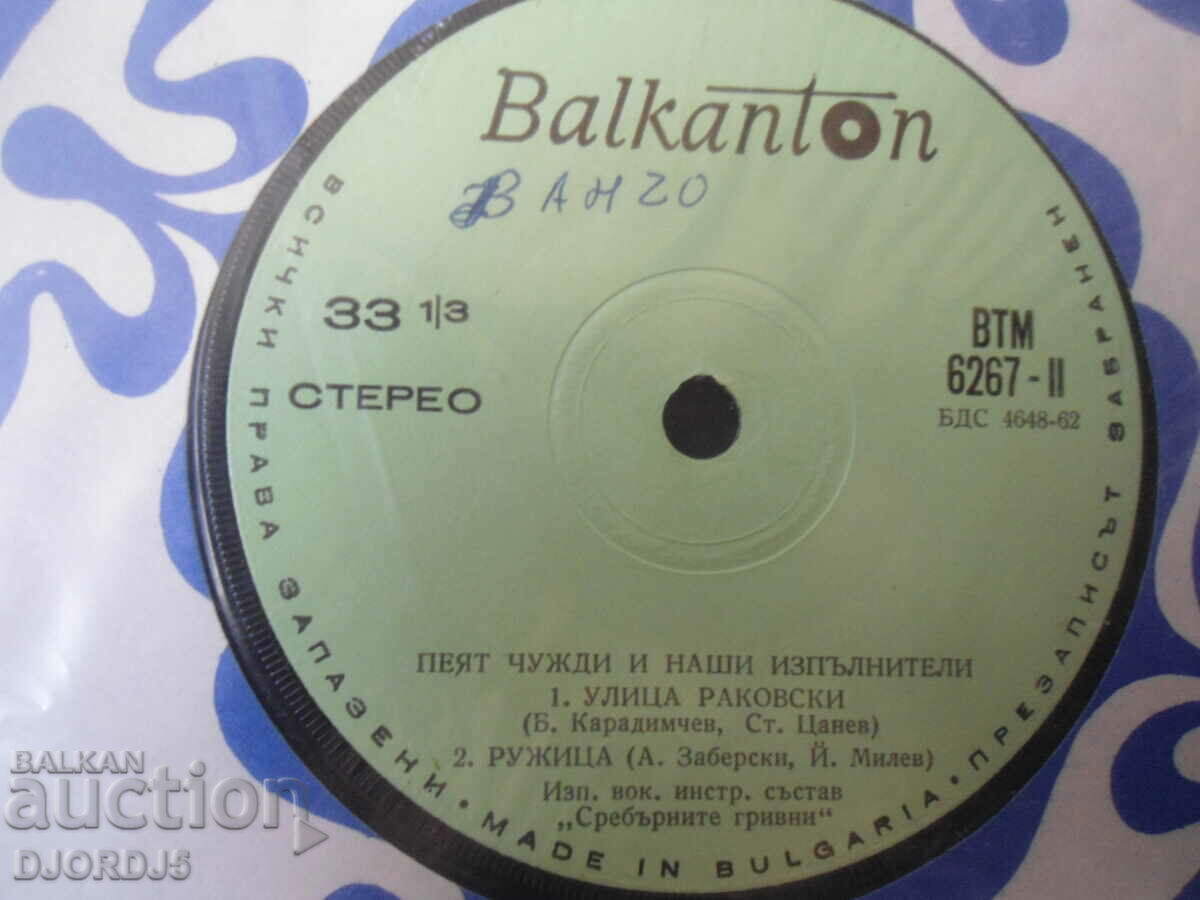 Balkanton
ВАНЧО
33 1/3
СТЕРЕО
ВТМ
6267-II
БДС 4648-62
ПЕЯТ ЧУЖДИ И НАШИ ИЗПЪЛНИТЕЛИ
1. УЛИЦА РАКОВСКИ
(Б. Карадимчев, Ст. Цанев)
2. РУЖИЦА (А. Заберски, Й. Милев)
Изп. вок. инстр. състав
„Сребърните гривни“
ВСИЧКИ ПРАВА ЗАПАЗЕНИ • MADE IN BULGARIA • ПРЕЗАПИСЪТ ЗАБРАНЕН
BALKAN
auction
DJORDJ5